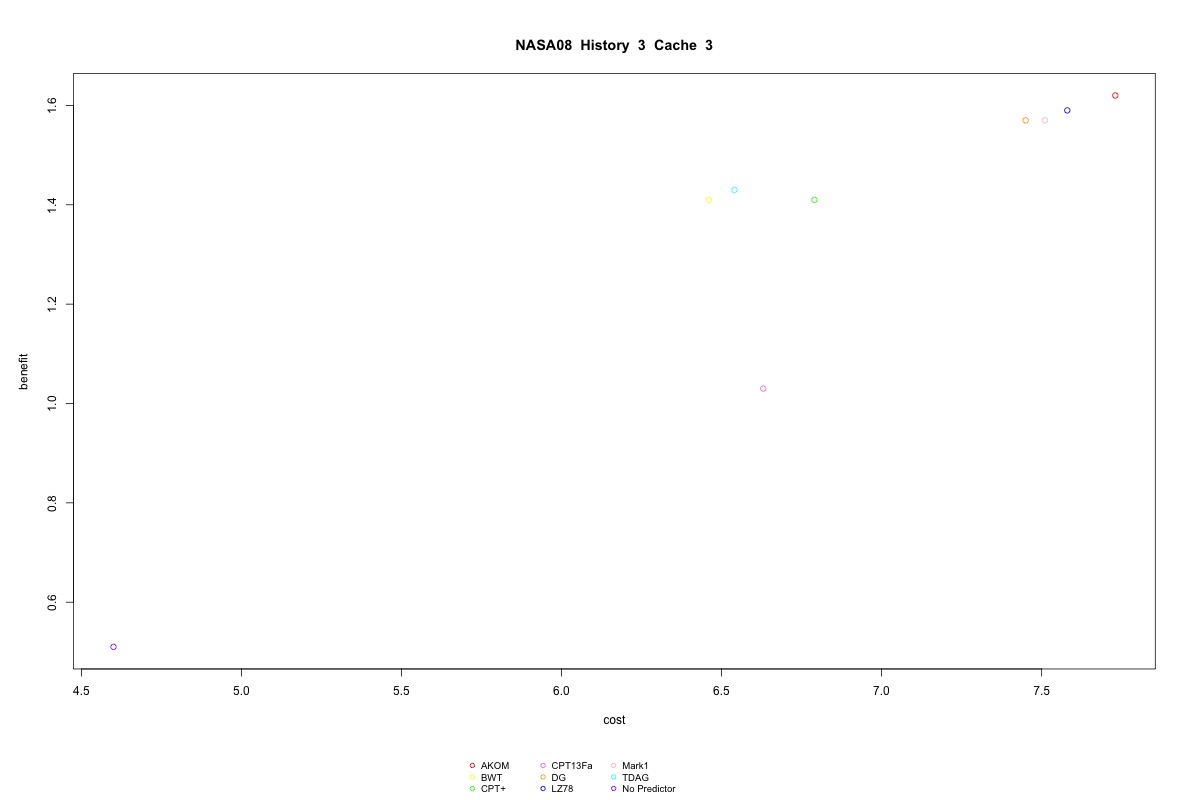 NASA08 History 3 Cache 3
1.6
1.4
1.2
1.0
0.8
0.6
benefit
4.5 5.0 5.5 6.0 6.5 7.0 7.5
cost
AKOM CPT13Fa Mark1
BWT DG TDAG
CPT+ LZ78 No Predictor